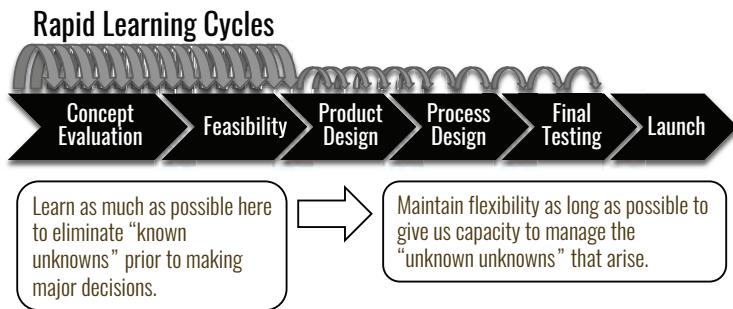 Rapid Learning Cycles
Concept
Evaluation
Feasibility
Product
Design
Process
Design
Final
Testing
Launch
Learn as much as possible here
to eliminate “known
unknowns” prior to making
major decisions.
Maintain flexibility as long as possible to
give us capacity to manage the
“unknown unknowns” that arise.